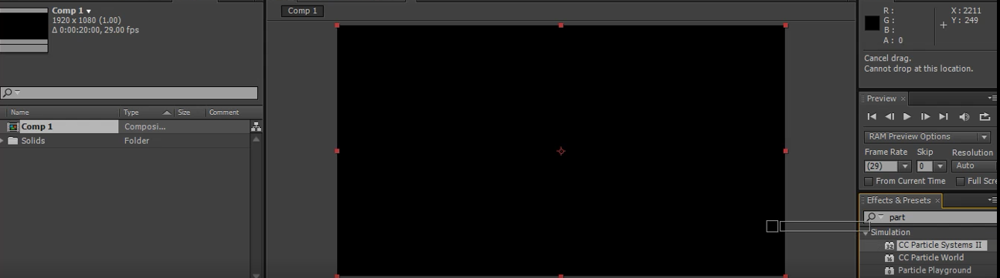 Comp 1
1920 x 1080 (1.00)
Δ 0:00:20:00, 29.00 fps
Name Type Size Comment
Comp 1 Composi...
Solids Folder
Comp 1
R : X : 2211
G : Y : 249
B :
A : 0
Cancel drag.
Cannot drop at this location.
Preview
RAM Preview Options
Frame Rate Skip Resolution
(29) 0 Auto
From Current Time Full Scre
Effects & Presets
part
Simulation
32 CC Particle Systems II
16 CC Particle World
8 Particle Playground